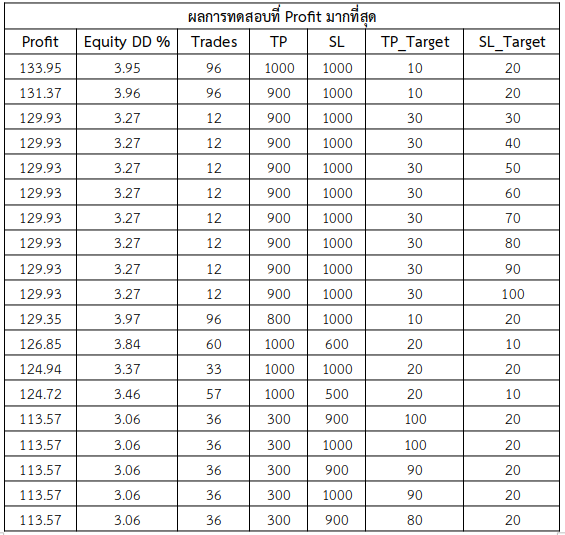 ผลการทดสอบที่ Profit มากที่สุด
Profit Equity DD % Trades TP SL TP_Target SL_Target
133.95 3.95 96 1000 1000 10 20
131.37 3.96 96 900 1000 10 20
129.93 3.27 12 900 1000 30 30
129.93 3.27 12 900 1000 30 40
129.93 3.27 12 900 1000 30 50
129.93 3.27 12 900 1000 30 60
129.93 3.27 12 900 1000 30 70
129.93 3.27 12 900 1000 30 80
129.93 3.27 12 900 1000 30 90
129.93 3.27 12 900 1000 30 100
129.35 3.97 96 800 1000 10 20
126.85 3.84 60 1000 600 20 10
124.94 3.37 33 1000 1000 20 20
124.72 3.46 57 1000 500 20 10
113.57 3.06 36 300 900 100 20
113.57 3.06 36 300 1000 100 20
113.57 3.06 36 300 900 90 20
113.57 3.06 36 300 1000 90 20
113.57 3.06 36 300 900 80 20